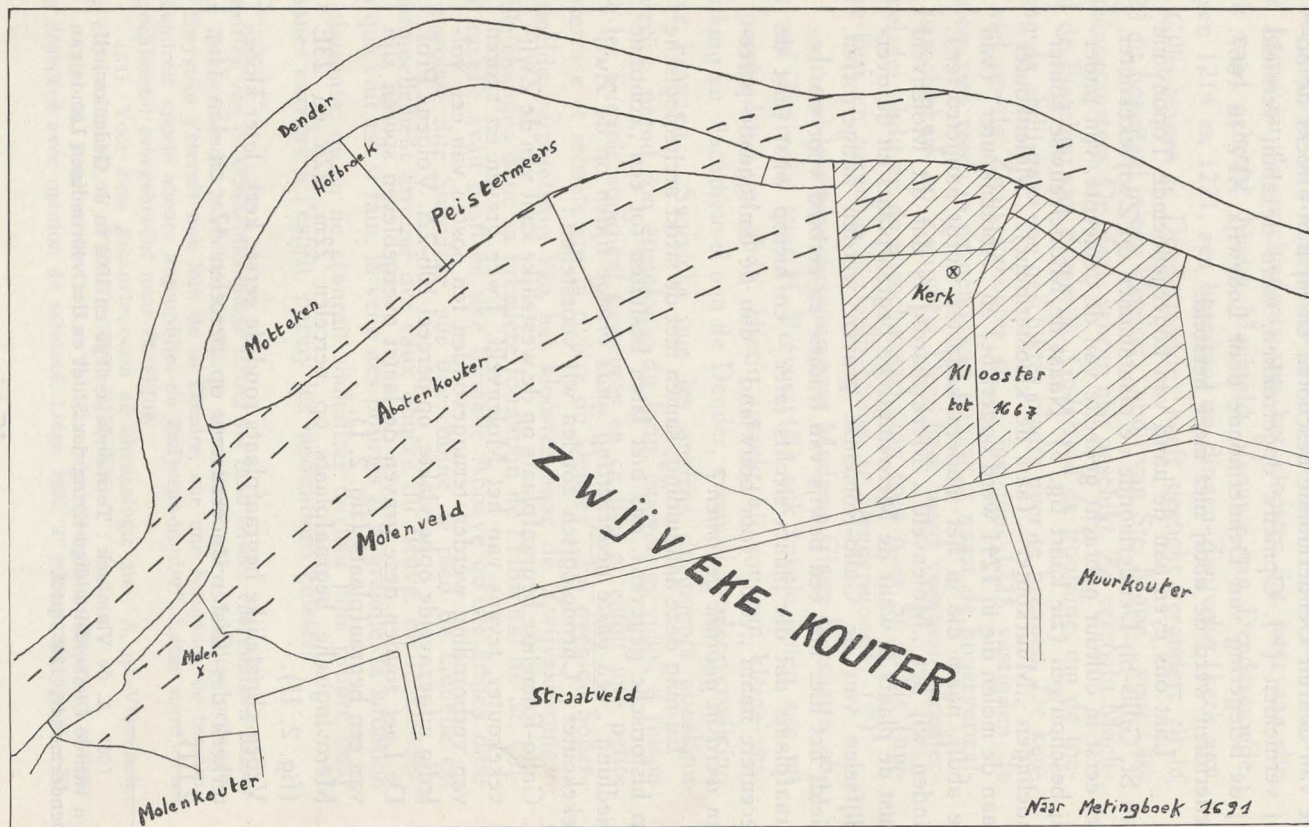 Dender
Hofbroek
Peistermeers
Motteken
Abotenkouter
Molenveld
ZWIJVEKE-KOUTER
Kerk
Klooster
tot 1667
Muurkouter
Straatveld
Molen
Molenkouter
Naar Metingboek 1691